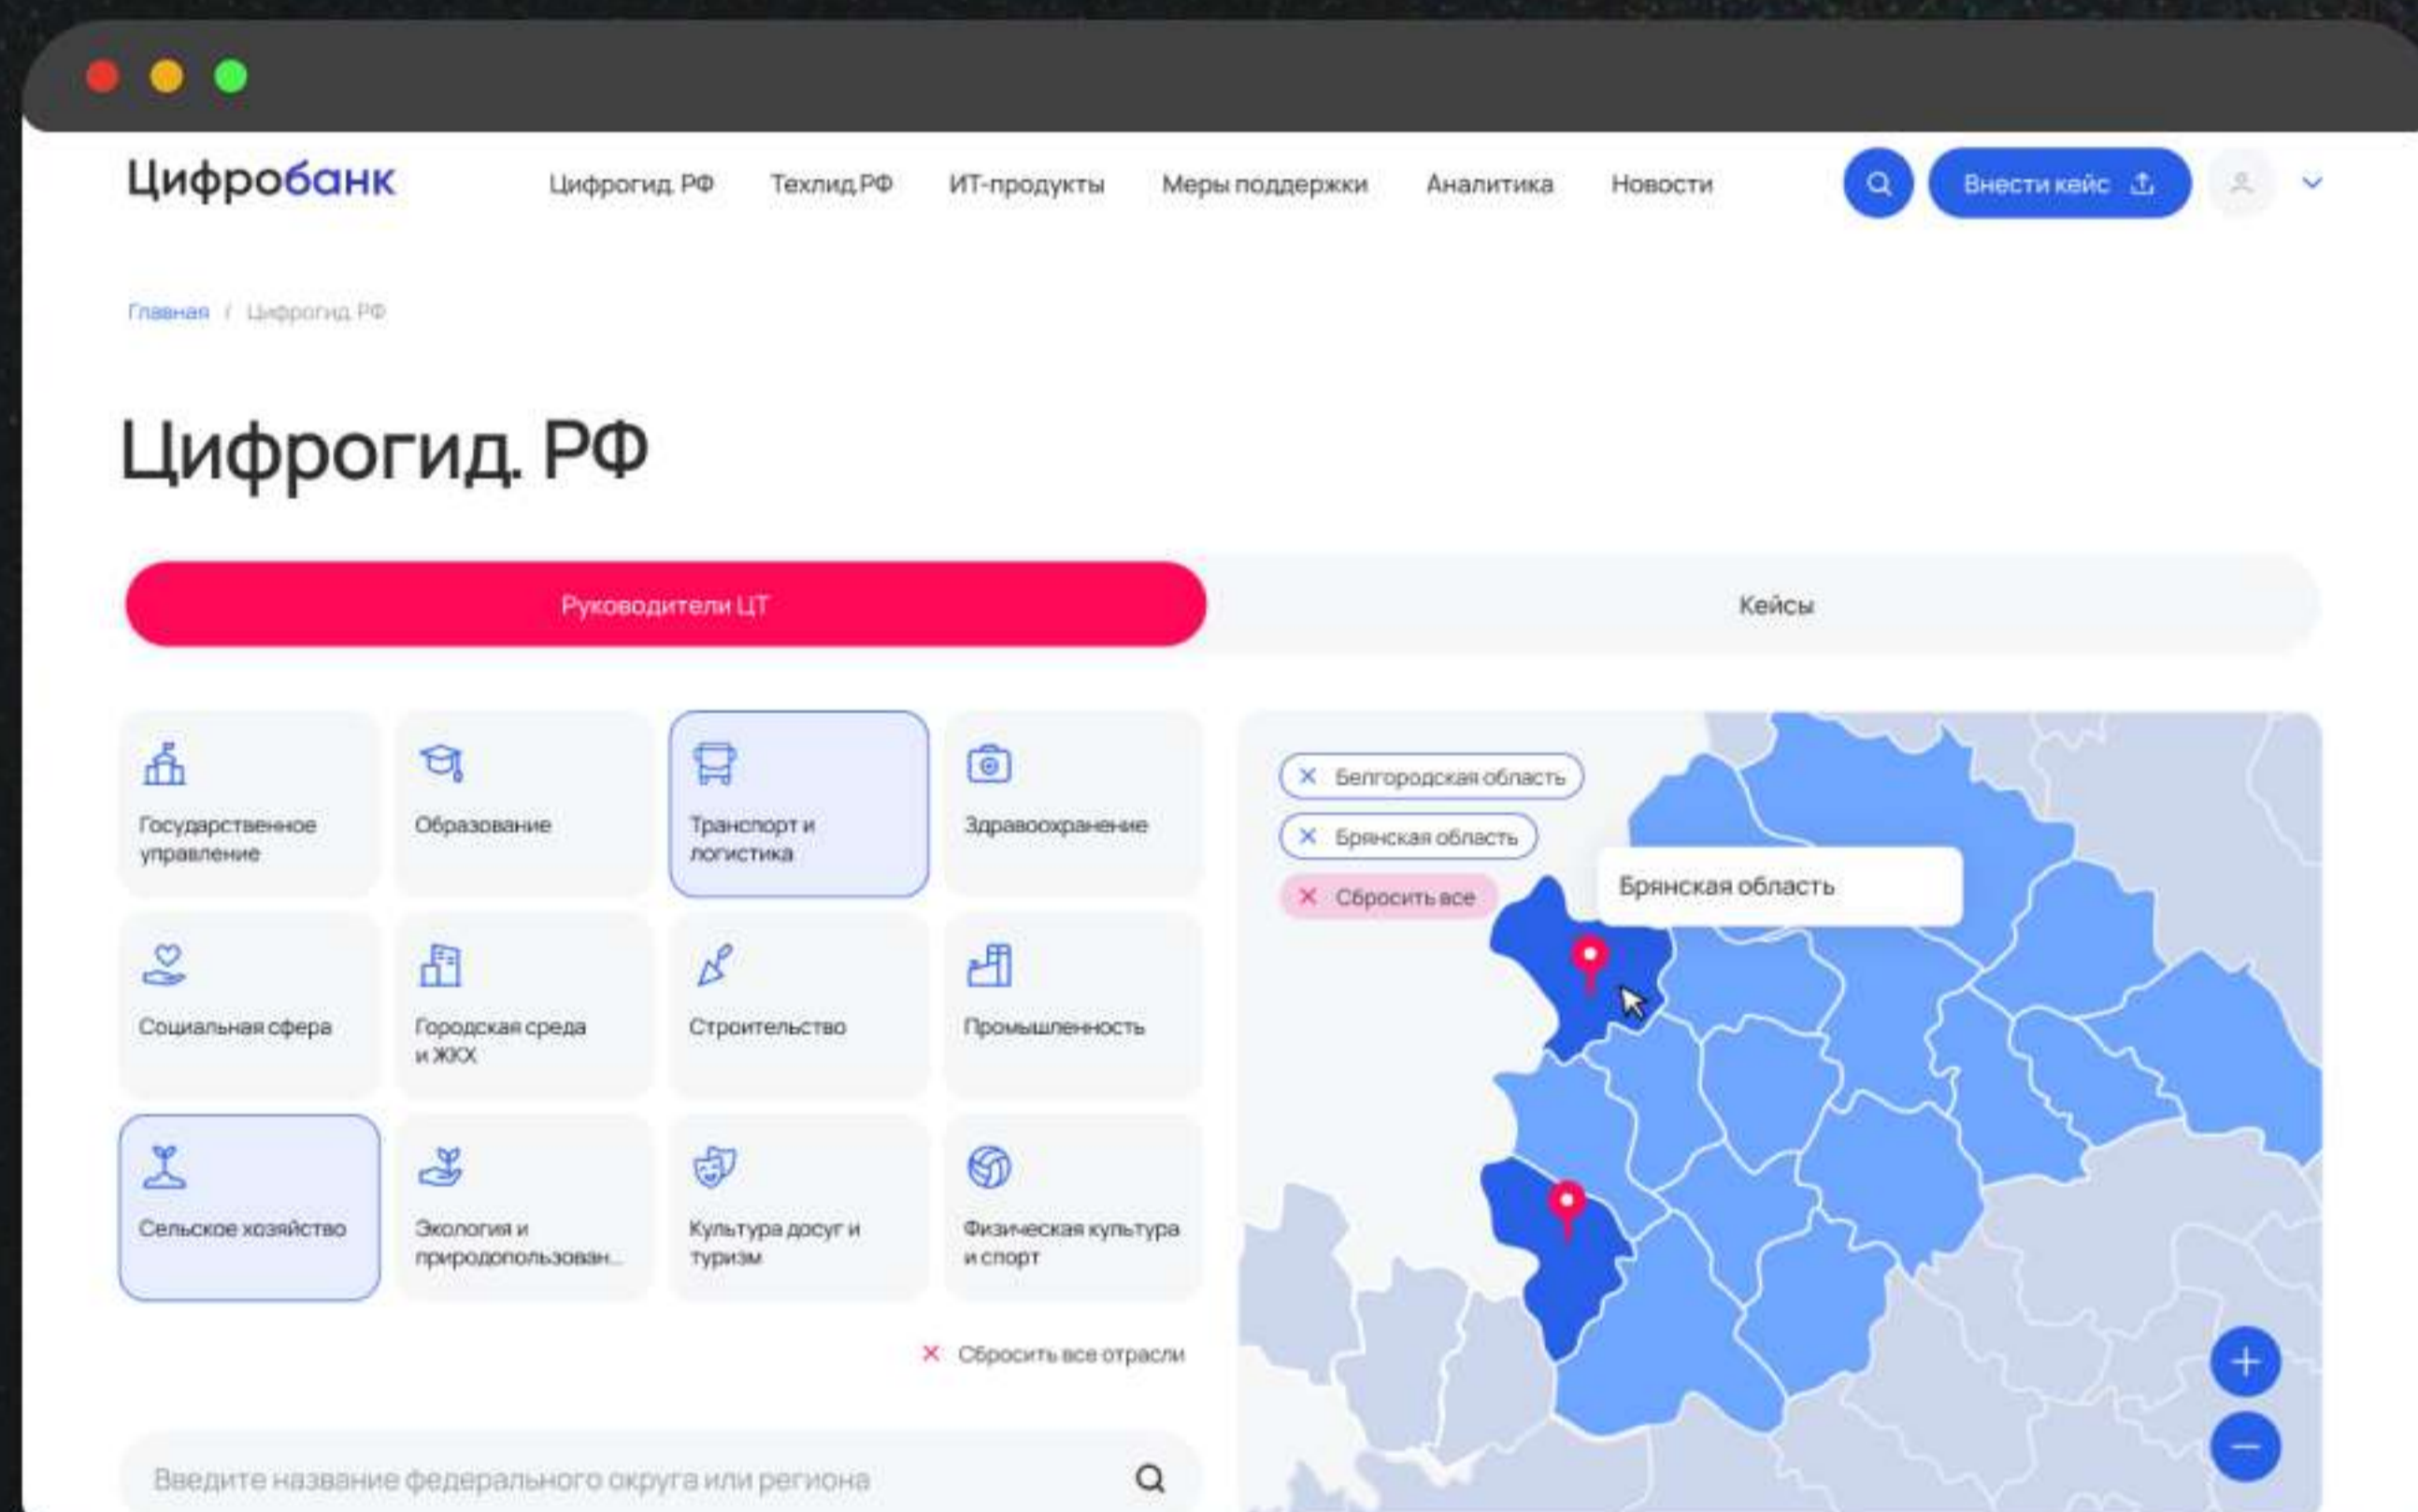 Цифробанк
Цифрогид. РФ
Техлид.РФ
ИТ-продукты
Меры поддержки
Аналитика
Новости
Внести кейс
Главная / Цифрогид. РФ
Цифрогид. РФ
Руководители ЦТ
Кейсы
Государственное
управление
Образование
Транспорт и
логистика
Здравоохранение
Социальная сфера
Городская среда
и ЖКХ
Строительство
Промышленность
Сельское хозяйство
Экология и
природопользован...
Культура досуг и
туризм
Физическая культура
и спорт
Сбросить все отрасли
Введите название федерального округа или региона
Белгородская область
Брянская область
Сбросить все
Брянская область